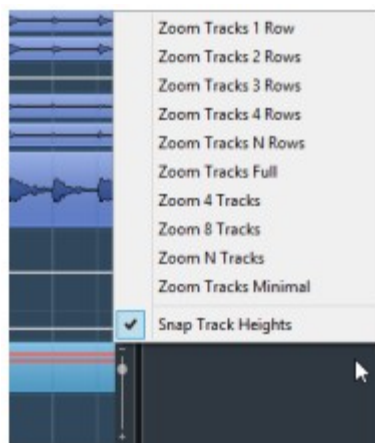 Zoom Tracks 1 Row
Zoom Tracks 2 Rows
Zoom Tracks 3 Rows
Zoom Tracks 4 Rows
Zoom Tracks N Rows
Zoom Tracks Full
Zoom 4 Tracks
Zoom 8 Tracks
Zoom N Tracks
Zoom Tracks Minimal
Snap Track Heights